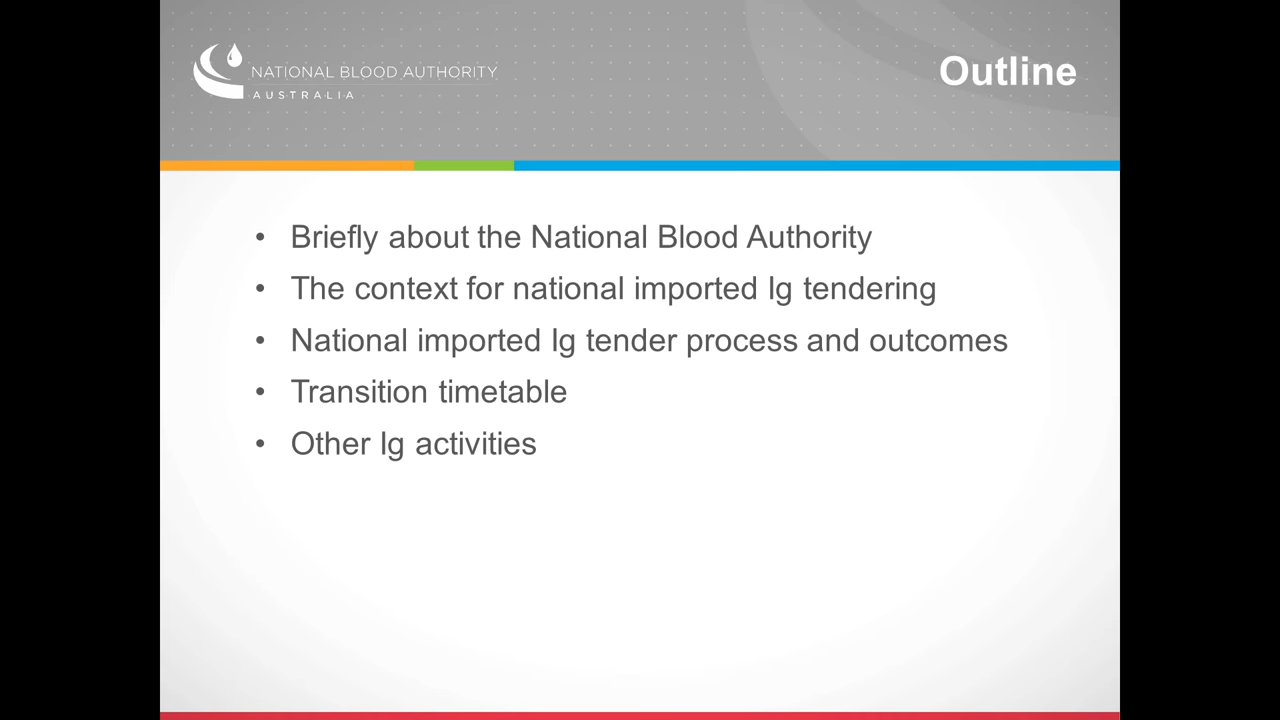 NATIONAL BLOOD AUTHORITY
AUSTRALIA
Outline
• Briefly about the National Blood Authority
• The context for national imported Ig tendering
• National imported Ig tender process and outcomes
• Transition timetable
• Other Ig activities